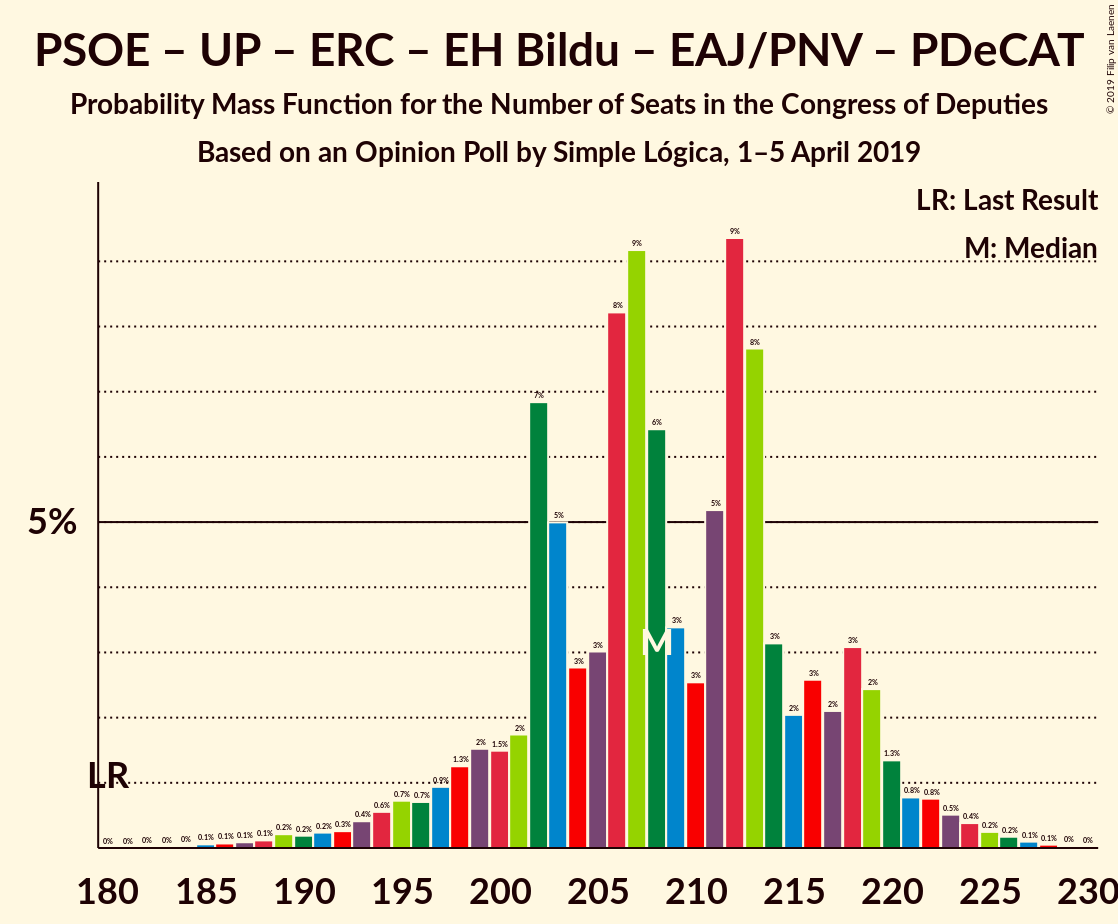 PSOE – UP – ERC – EH Bildu – EAJ/PNV – PDeCAT
Probability Mass Function for the Number of Seats in the Congress of Deputies
Based on an Opinion Poll by Simple Lógica, 1–5 April 2019
© 2019 Filip van Laenen
LR: Last Result
M: Median
5%
LR
M
0% 0% 0% 0% 0% 0.1% 0.1% 0.1% 0.1% 0.2% 0.2% 0.2% 0.3% 0.4% 0.6% 0.7% 0.7% 0.9% 1.3% 2% 1.5% 2% 7% 5% 3% 3% 8% 9% 6% 3% 3% 5% 9% 8% 3% 2% 3% 2% 3% 2% 1.3% 0.8% 0.8% 0.5% 0.4% 0.2% 0.2% 0.1% 0.1% 0% 0%
180 185 190 195 200 205 210 215 220 225 230